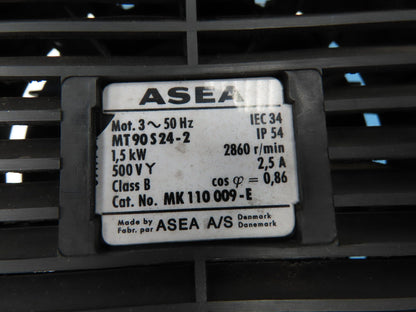 ASEA
Mot. 3~ 50 Hz IEC 34
MT 90 S 24-2 IP 54
1,5 kW 2860 r/min
500 V Y 2,5 A
Class B cos φ = 0,86
Cat. No. MK 110 009-E
Made by ASEA A/S Denmark
Fabr. par Danemark